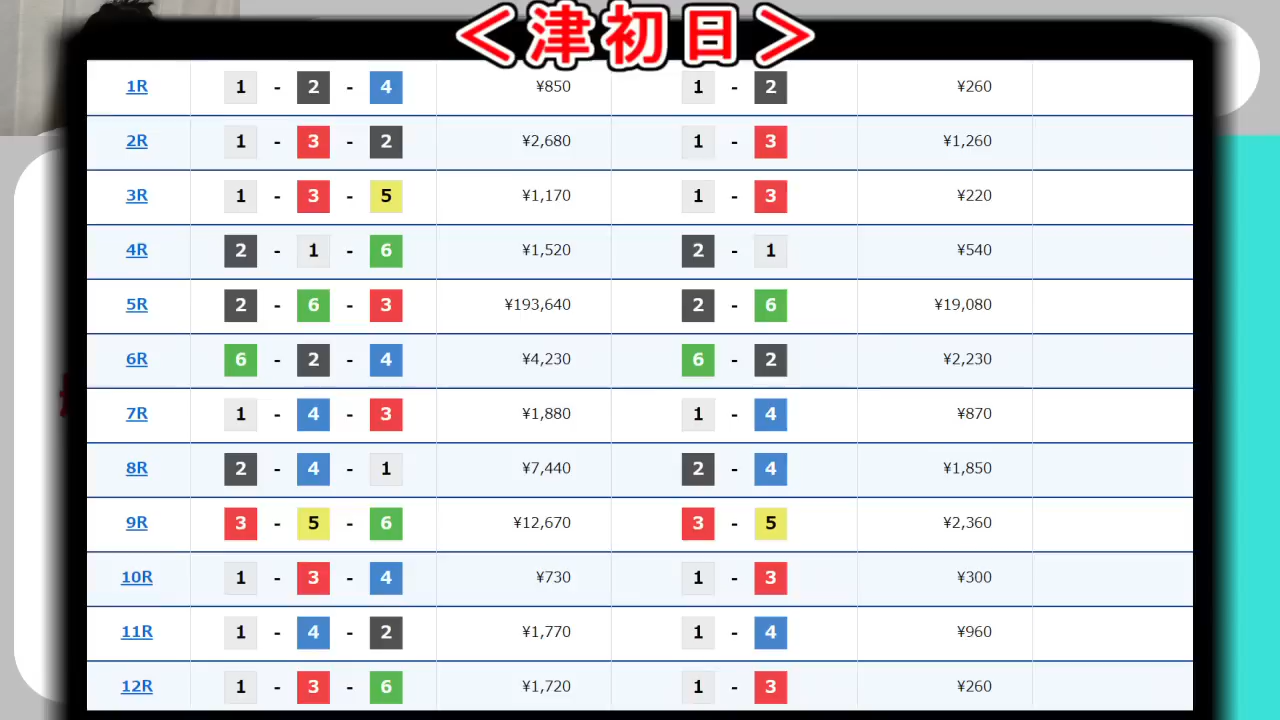 ＜津初日＞
1R 1 - 2 - 4 ¥850 1 - 2 ¥260
2R 1 - 3 - 2 ¥2,680 1 - 3 ¥1,260
3R 1 - 3 - 5 ¥1,170 1 - 3 ¥220
4R 2 - 1 - 6 ¥1,520 2 - 1 ¥540
5R 2 - 6 - 3 ¥193,640 2 - 6 ¥19,080
6R 6 - 2 - 4 ¥4,230 6 - 2 ¥2,230
7R 1 - 4 - 3 ¥1,880 1 - 4 ¥870
8R 2 - 4 - 1 ¥7,440 2 - 4 ¥1,850
9R 3 - 5 - 6 ¥12,670 3 - 5 ¥2,360
10R 1 - 3 - 4 ¥730 1 - 3 ¥300
11R 1 - 4 - 2 ¥1,770 1 - 4 ¥960
12R 1 - 3 - 6 ¥1,720 1 - 3 ¥260